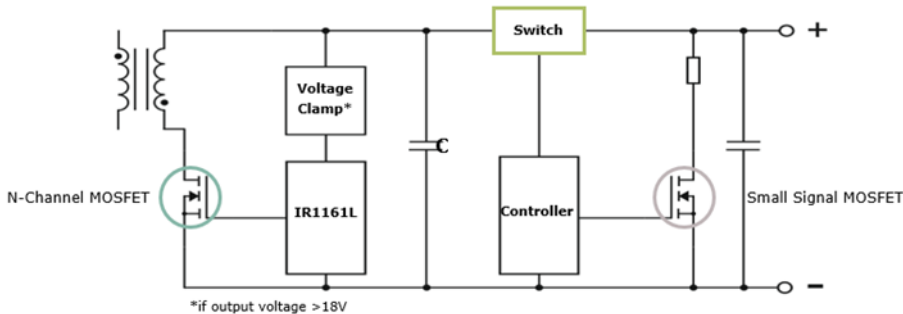 Switch
+
Voltage
Clamp*
C
N-Channel MOSFET
IR1161L
Controller
Small Signal MOSFET
−
*if output voltage >18V